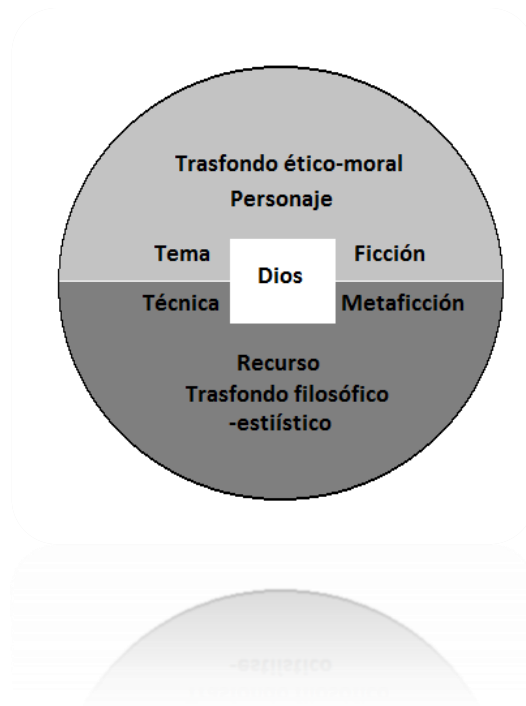 Trasfondo ético-moral
Personaje
Tema Ficción
Dios
Técnica Metaficción
Recurso
Trasfondo filosófico
-estiístico